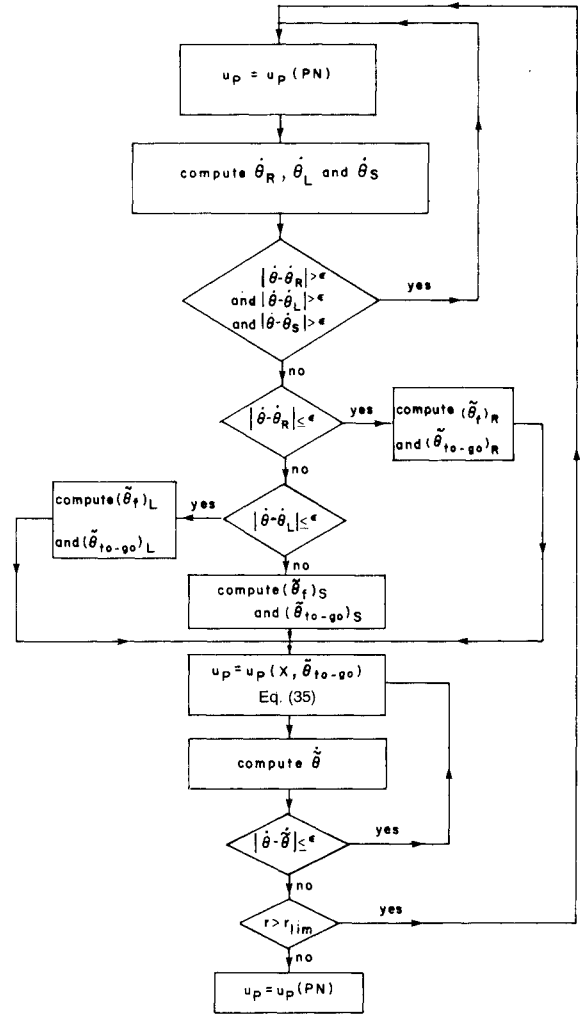 u_P = u_P (PN)
compute θ̇_R , θ̇_L and θ̇_S
|θ̇-θ̇_R|>ϵ
and |θ̇-θ̇_L|>ϵ
and |θ̇-θ̇_S|>ϵ
yes
no
|θ̇-θ̇_R|≤ϵ
yes
compute (θ̃_f)_R
and (θ̃_to-go)_R
no
|θ̇-θ̇_L|≤ϵ
yes
compute (θ̃_f)_L
and (θ̃_to-go)_L
no
compute (θ̃_f)_S
and (θ̃_to-go)_S
u_P = u_P (X, θ̃_to-go)
Eq. (35)
compute θ̃̇
|θ̇-θ̃̇|≤ϵ
yes
no
r > r_lim
yes
no
u_P = u_P (PN)